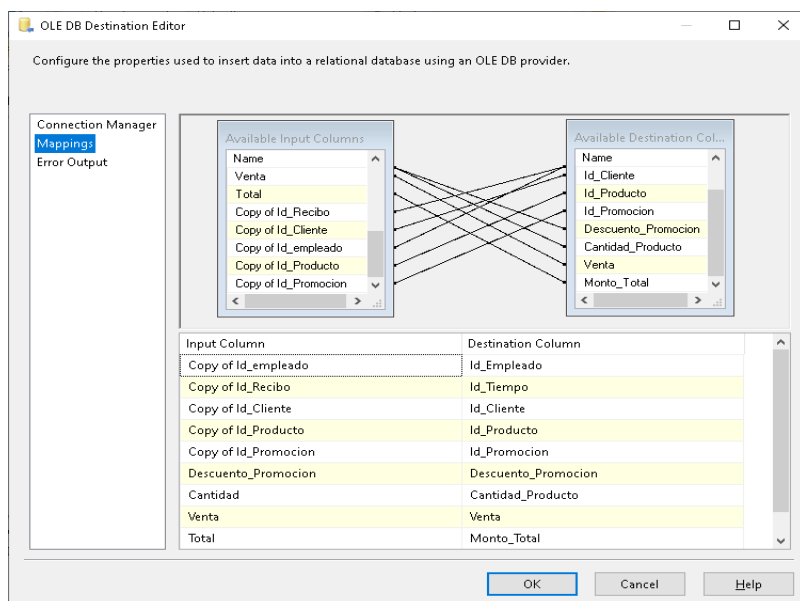 OLE DB Destination Editor
Configure the properties used to insert data into a relational database using an OLE DB provider.
Connection Manager
Mappings
Error Output
Available Input Columns
Name
Venta
Total
Copy of Id_Recibo
Copy of Id_Cliente
Copy of Id_empleado
Copy of Id_Producto
Copy of Id_Promocion
Available Destination Col...
Name
Id_Cliente
Id_Producto
Id_Promocion
Descuento_Promocion
Cantidad_Producto
Venta
Monto_Total
Input Column Destination Column
Copy of Id_empleado Id_Empleado
Copy of Id_Recibo Id_Tiempo
Copy of Id_Cliente Id_Cliente
Copy of Id_Producto Id_Producto
Copy of Id_Promocion Id_Promocion
Descuento_Promocion Descuento_Promocion
Cantidad Cantidad_Producto
Venta Venta
Total Monto_Total
OK Cancel Help